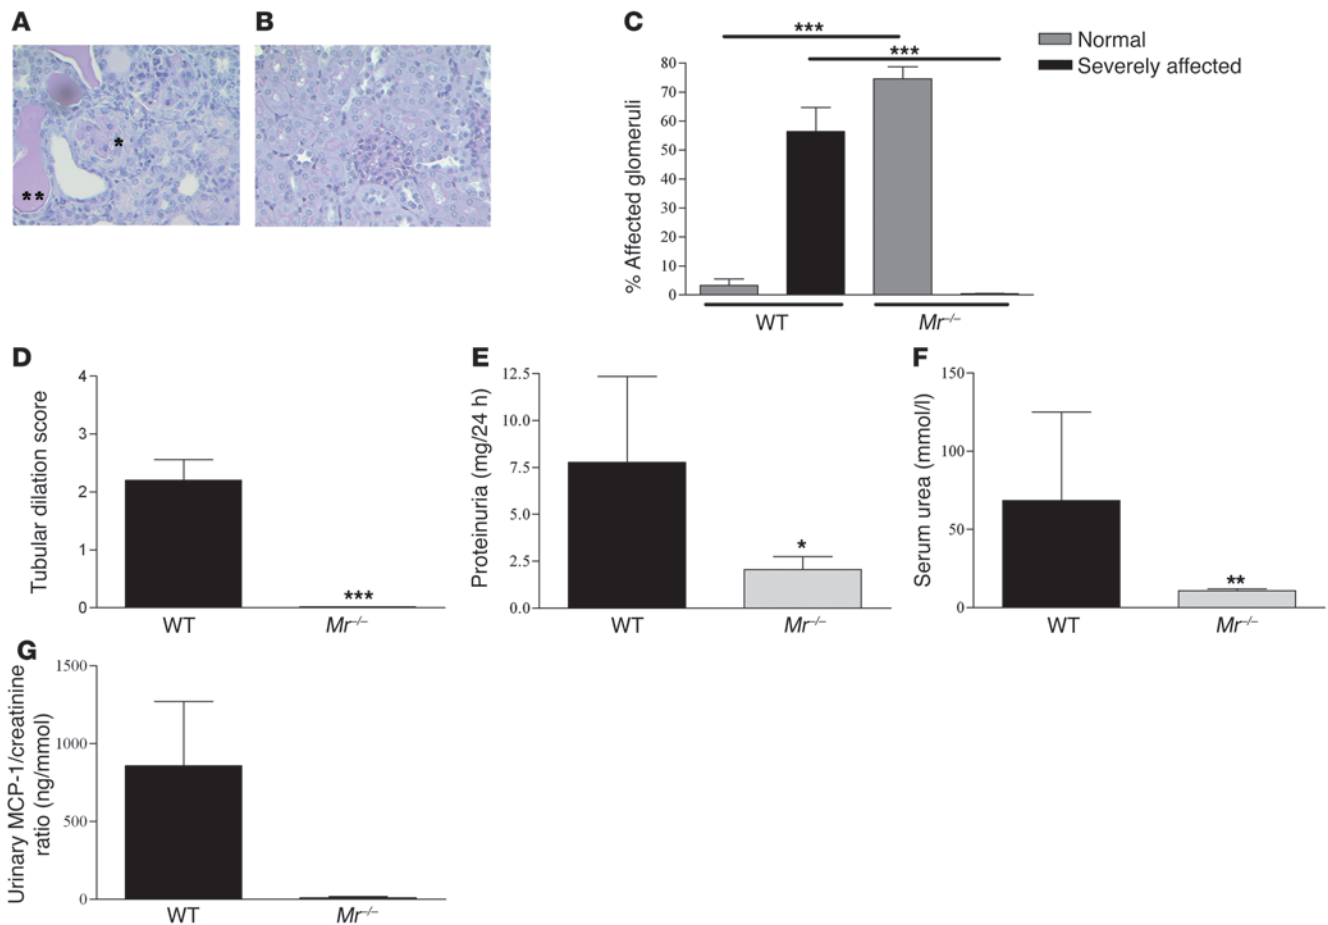 A
B
**
*
C
***
***
Normal
Severely affected
% Affected glomeruli
80
70
60
50
40
30
20
10
0
WT
Mr–/–
D
Tubular dilation score
4
3
2
1
0
***
WT
Mr–/–
E
Proteinuria (mg/24 h)
12.5
10.0
7.5
5.0
2.5
0.0
*
WT
Mr–/–
F
Serum urea (mmol/l)
150
100
50
0
**
WT
Mr–/–
G
Urinary MCP-1/creatinine
ratio (ng/mmol)
1500
1000
500
0
WT
Mr–/–